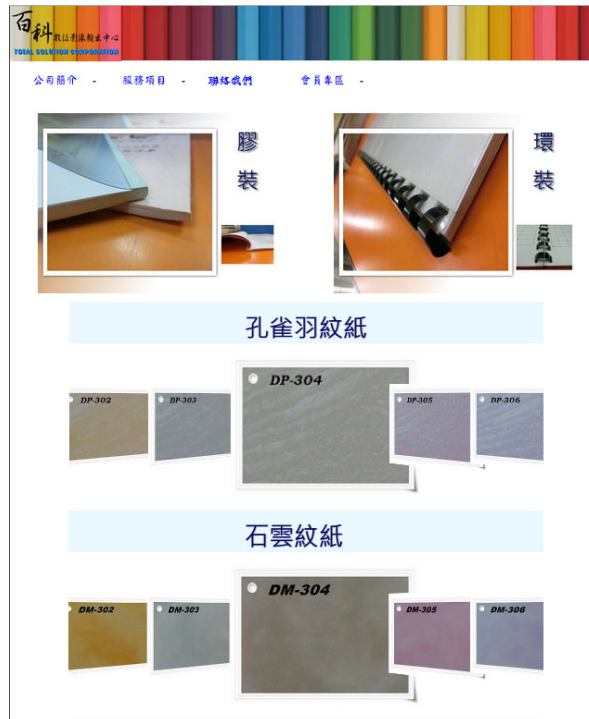 百科 數位影像輸出中心
TOTAL SOLUTION CORPORATION
公司簡介 - 服務項目 - 聯絡我們 會員專區 -
膠裝
環裝
孔雀羽紋紙
DP-302
DP-303
DP-304
DP-305
DP-306
石雲紋紙
DM-302
DM-303
DM-304
DM-305
DM-306